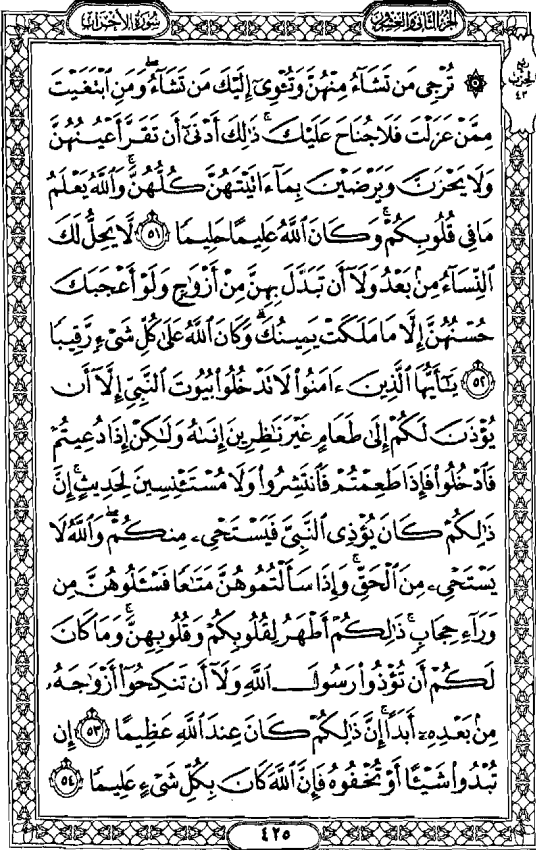 سورة الأحزاب
الجزء الثاني والعشرون
ربع
الحزب
٤٣
۞ تُرْجِى مَن تَشَآءُ مِنْهُنَّ وَتُـْٔوِىٓ إِلَيْكَ مَن تَشَآءُ ۖ وَمَنِ ٱبْتَغَيْتَ
مِمَّنْ عَزَلْتَ فَلَا جُنَاحَ عَلَيْكَ ۚ ذَٰلِكَ أَدْنَىٰٓ أَن تَقَرَّ أَعْيُنُهُنَّ
وَلَا يَحْزَنَّ وَيَرْضَيْنَ بِمَآ ءَاتَيْتَهُنَّ كُلُّهُنَّ ۚ وَٱللَّهُ يَعْلَمُ
مَا فِى قُلُوبِكُمْ ۚ وَكَانَ ٱللَّهُ عَلِيمًا حَلِيمًا ٥١ لَّا يَحِلُّ لَكَ
ٱلنِّسَآءُ مِنۢ بَعْدُ وَلَآ أَن تَبَدَّلَ بِهِنَّ مِنْ أَزْوَٰجٍ وَلَوْ أَعْجَبَكَ
حُسْنُهُنَّ إِلَّا مَا مَلَكَتْ يَمِينُكَ ۗ وَكَانَ ٱللَّهُ عَلَىٰ كُلِّ شَىْءٍ رَّقِيبًا
٥٢ يَـٰٓأَيُّهَا ٱلَّذِينَ ءَامَنُوا۟ لَا تَدْخُلُوا۟ بُيُوتَ ٱلنَّبِىِّ إِلَّآ أَن
يُؤْذَنَ لَكُمْ إِلَىٰ طَعَامٍ غَيْرَ نَـٰظِرِينَ إِنَىٰهُ وَلَـٰكِنْ إِذَا دُعِيتُمْ
فَٱدْخُلُوا۟ فَإِذَا طَعِمْتُمْ فَٱنتَشِرُوا۟ وَلَا مُسْتَـْٔنِسِينَ لِحَدِيثٍ ۚ إِنَّ
ذَٰلِكُمْ كَانَ يُؤْذِى ٱلنَّبِىَّ فَيَسْتَحْىِۦ مِنكُمْ ۖ وَٱللَّهُ لَا
يَسْتَحْىِۦ مِنَ ٱلْحَقِّ ۚ وَإِذَا سَأَلْتُمُوهُنَّ مَتَـٰعًا فَسْـَٔلُوهُنَّ مِن
وَرَآءِ حِجَابٍ ۚ ذَٰلِكُمْ أَطْهَرُ لِقُلُوبِكُمْ وَقُلُوبِهِنَّ ۚ وَمَا كَانَ
لَكُمْ أَن تُؤْذُوا۟ رَسُولَ ٱللَّهِ وَلَآ أَن تَنكِحُوٓا۟ أَزْوَٰجَهُۥ
مِنۢ بَعْدِهِۦٓ أَبَدًا ۚ إِنَّ ذَٰلِكُمْ كَانَ عِندَ ٱللَّهِ عَظِيمًا ٥٣ إِن
تُبْدُوا۟ شَيْـًٔا أَوْ تُخْفُوهُ فَإِنَّ ٱللَّهَ كَانَ بِكُلِّ شَىْءٍ عَلِيمًا ٥٤
٤٢٥